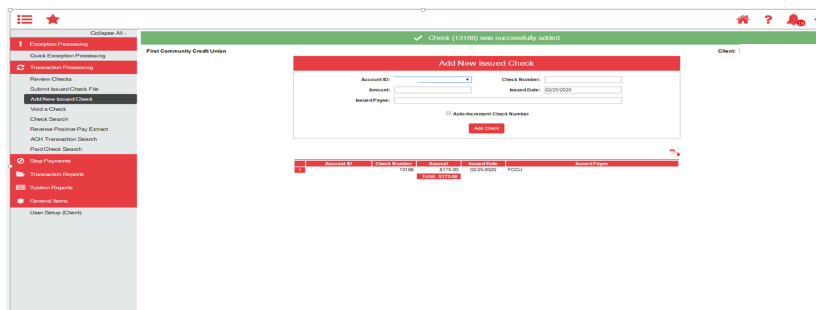 Collapse All -
Exception Processing
Quick Exception Processing
Transaction Processing
Review Checks
Submit Issued Check File
Add New Issued Check
Void a Check
Check Search
Reverse Positive Pay Extract
ACH Transaction Search
Paid Check Search
Stop Payments
Transaction Reports
System Reports
General Items
User Setup (Client)
?
Check (13188) was successfully added
First Community Credit Union
Client:
Add New Issued Check
Account ID: Check Number:
Amount: Issued Date: 02/25/2020
Issued Payee:
Auto-Increment Check Number
Add Check
Account ID Check Number Amount Issued Date Issued Payee
1 13188 $175.00 02/25/2020 FCCU
Total: $175.00